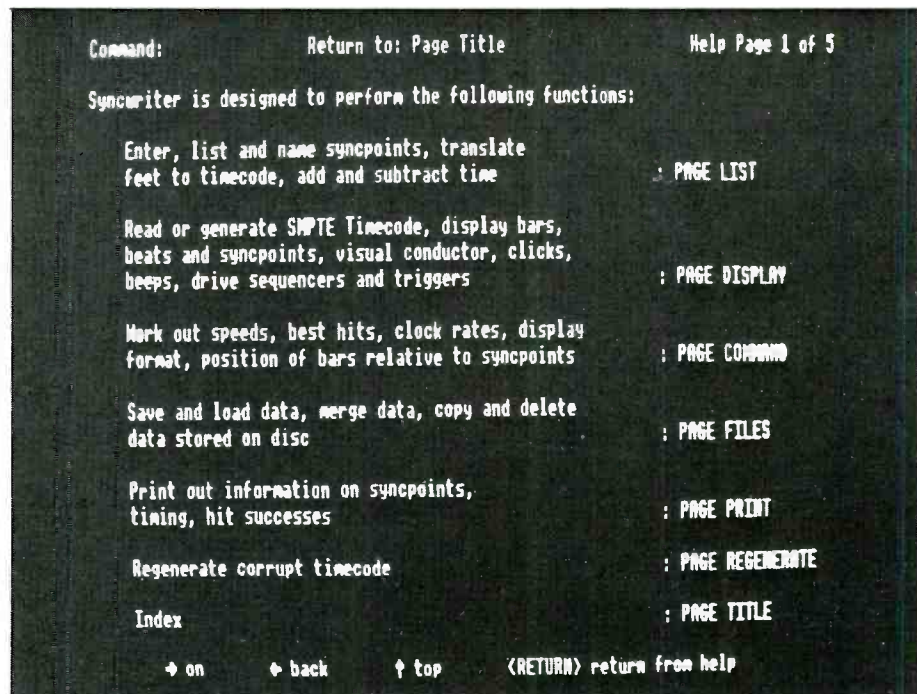 Command: Return to: Page Title Help Page 1 of 5
Syncwriter is designed to perform the following functions:
Enter, list and name syncpoints, translate
feet to timecode, add and subtract time : PAGE LIST
Read or generate SMPTE Timecode, display bars,
beats and syncpoints, visual conductor, clicks,
beeps, drive sequencers and triggers : PAGE DISPLAY
Work out speeds, best hits, clock rates, display
format, position of bars relative to syncpoints : PAGE COMMAND
Save and load data, merge data, copy and delete
data stored on disc : PAGE FILES
Print out information on syncpoints,
timing, hit successes : PAGE PRINT
Regenerate corrupt timecode : PAGE REGENERATE
Index : PAGE TITLE
→ on ← back ↑ top <RETURN> return from help